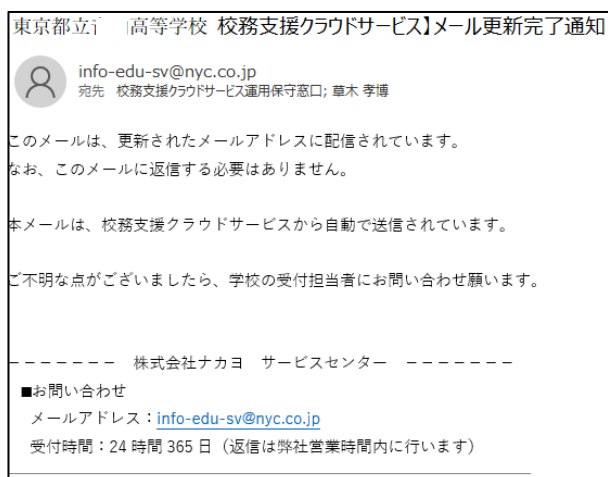 東京都立 高等学校 校務支援クラウドサービス】メール更新完了通知
info-edu-sv@nyc.co.jp
宛先 校務支援クラウドサービス運用保守窓口; 草木 孝博
このメールは、更新されたメールアドレスに配信されています。
なお、このメールに返信する必要はありません。
本メールは、校務支援クラウドサービスから自動で送信されています。
ご不明な点がございましたら、学校の受付担当者にお問い合わせ願います。
－－－－－－－ 株式会社ナカヨ サービスセンター －－－－－－－
■お問い合わせ
メールアドレス：info-edu-sv@nyc.co.jp
受付時間：24 時間 365 日（返信は弊社営業時間内に行います）